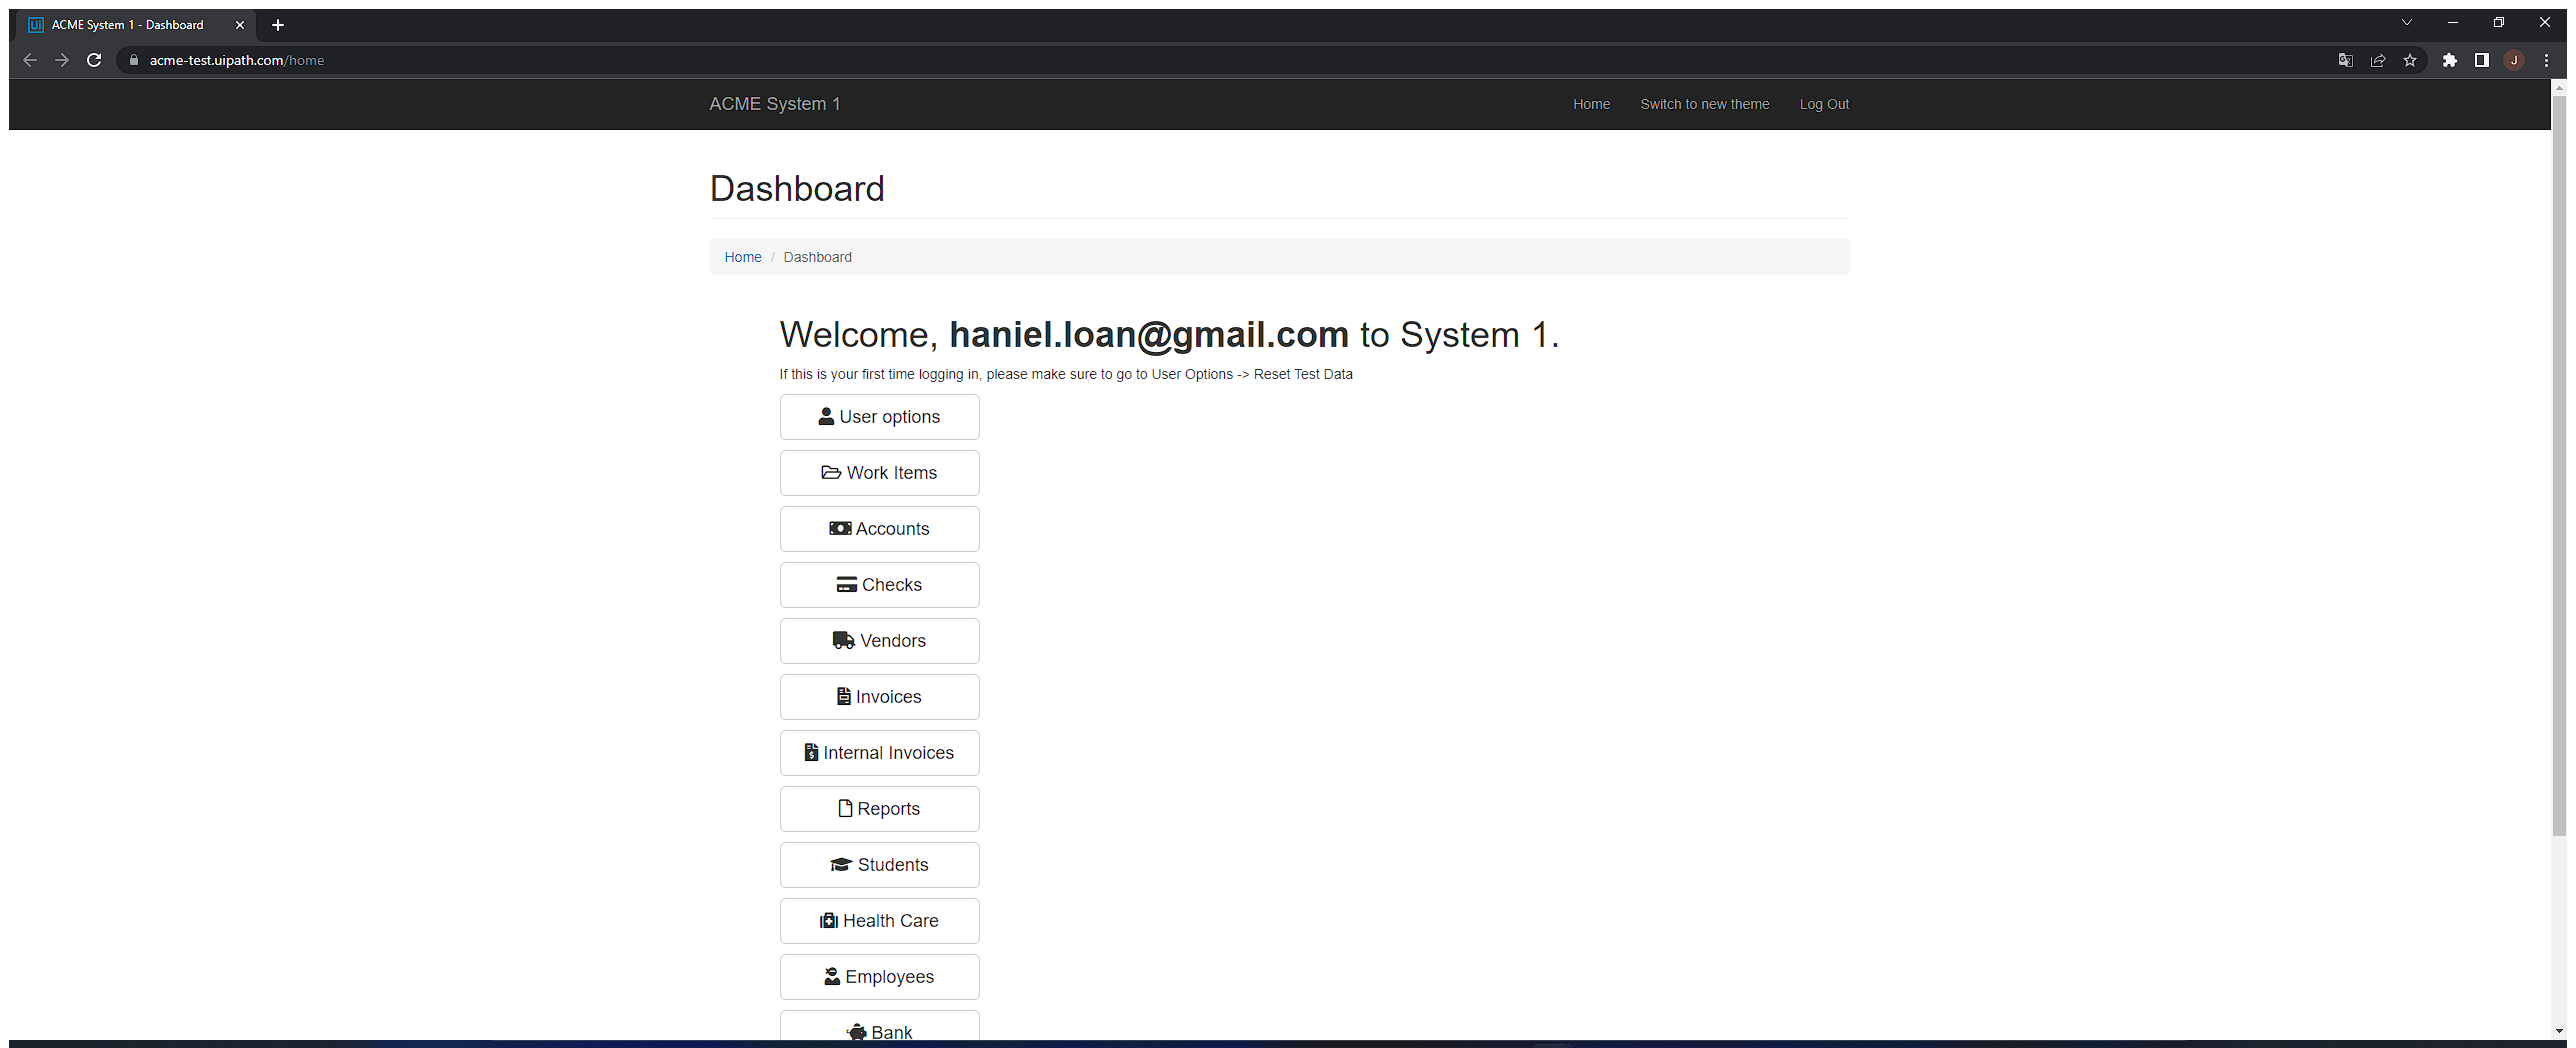 ACME System 1 - Dashboard
acme-test.uipath.com/home
J
ACME System 1 Home Switch to new theme Log Out
Dashboard
Home / Dashboard
Welcome, haniel.loan@gmail.com to System 1.
If this is your first time logging in, please make sure to go to User Options -> Reset Test Data
User options
Work Items
Accounts
Checks
Vendors
Invoices
Internal Invoices
Reports
Students
Health Care
Employees
Bank